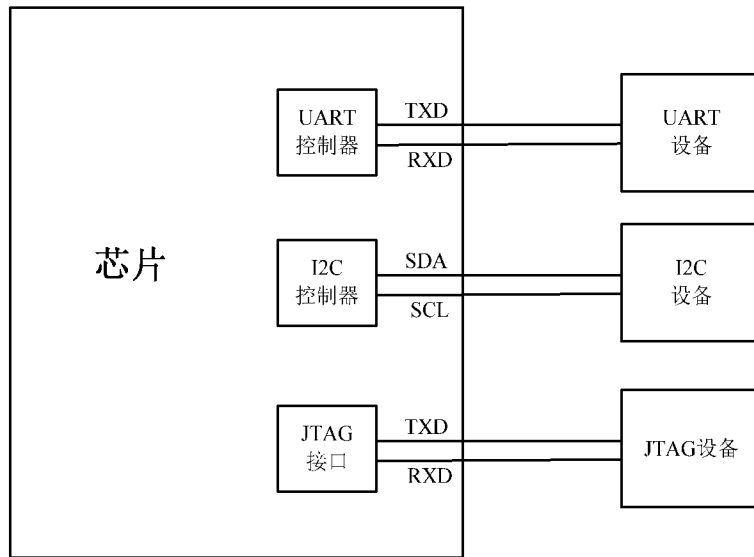 TXD
UART
控制器
RXD
UART
设备
芯片
SDA
I2C
控制器
SCL
I2C
设备
TXD
JTAG
接口
RXD
JTAG设备